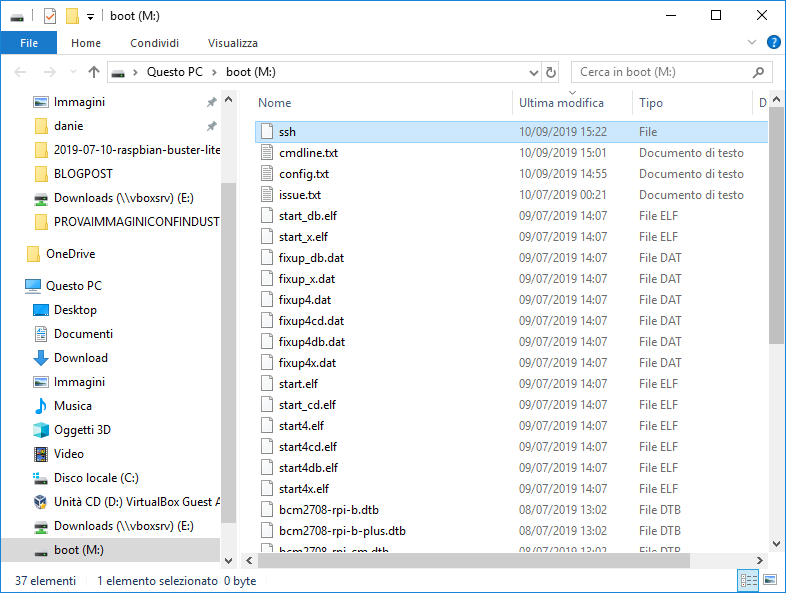 boot (M:)
File Home Condividi Visualizza
Questo PC boot (M:) Cerca in boot (M:)
Immagini
danie
2019-07-10-raspbian-buster-lite
BLOGPOST
Downloads (\\vboxsrv) (E:)
PROVAIMMAGINICONFINDUST
OneDrive
Questo PC
Desktop
Documenti
Download
Immagini
Musica
Oggetti 3D
Video
Disco locale (C:)
Unità CD (D:) VirtualBox Guest A
Downloads (\\vboxsrv) (E:)
boot (M:)
Nome Ultima modifica Tipo D
ssh 10/09/2019 15:22 File
cmdline.txt 10/09/2019 15:01 Documento di testo
config.txt 10/09/2019 14:55 Documento di testo
issue.txt 10/07/2019 00:21 Documento di testo
start_db.elf 09/07/2019 14:07 File ELF
start_x.elf 09/07/2019 14:07 File ELF
fixup_db.dat 09/07/2019 14:07 File DAT
fixup_x.dat 09/07/2019 14:07 File DAT
fixup4.dat 09/07/2019 14:07 File DAT
fixup4cd.dat 09/07/2019 14:07 File DAT
fixup4db.dat 09/07/2019 14:07 File DAT
fixup4x.dat 09/07/2019 14:07 File DAT
start.elf 09/07/2019 14:07 File ELF
start_cd.elf 09/07/2019 14:07 File ELF
start4.elf 09/07/2019 14:07 File ELF
start4cd.elf 09/07/2019 14:07 File ELF
start4db.elf 09/07/2019 14:07 File ELF
start4x.elf 09/07/2019 14:07 File ELF
bcm2708-rpi-b.dtb 08/07/2019 13:02 File DTB
bcm2708-rpi-b-plus.dtb 08/07/2019 13:02 File DTB
bcm2708-rpi-cm.dtb 08/07/2019 13:02 File DTB
37 elementi 1 elemento selezionato 0 byte